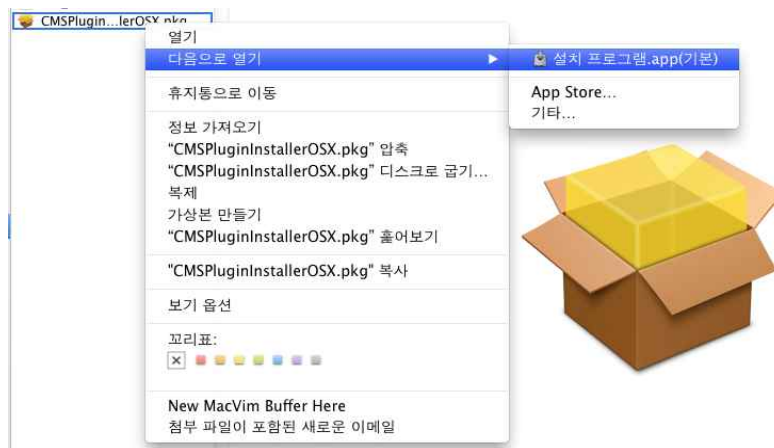 CMSPlugin...lerOSX.pkg
열기
다음으로 열기
설치 프로그램.app(기본)
App Store...
기타...
휴지통으로 이동
정보 가져오기
“CMSPluginInstallerOSX.pkg” 압축
“CMSPluginInstallerOSX.pkg” 디스크로 굽기...
복제
가상본 만들기
“CMSPluginInstallerOSX.pkg” 훑어보기
"CMSPluginInstallerOSX.pkg" 복사
보기 옵션
꼬리표:
New MacVim Buffer Here
첨부 파일이 포함된 새로운 이메일